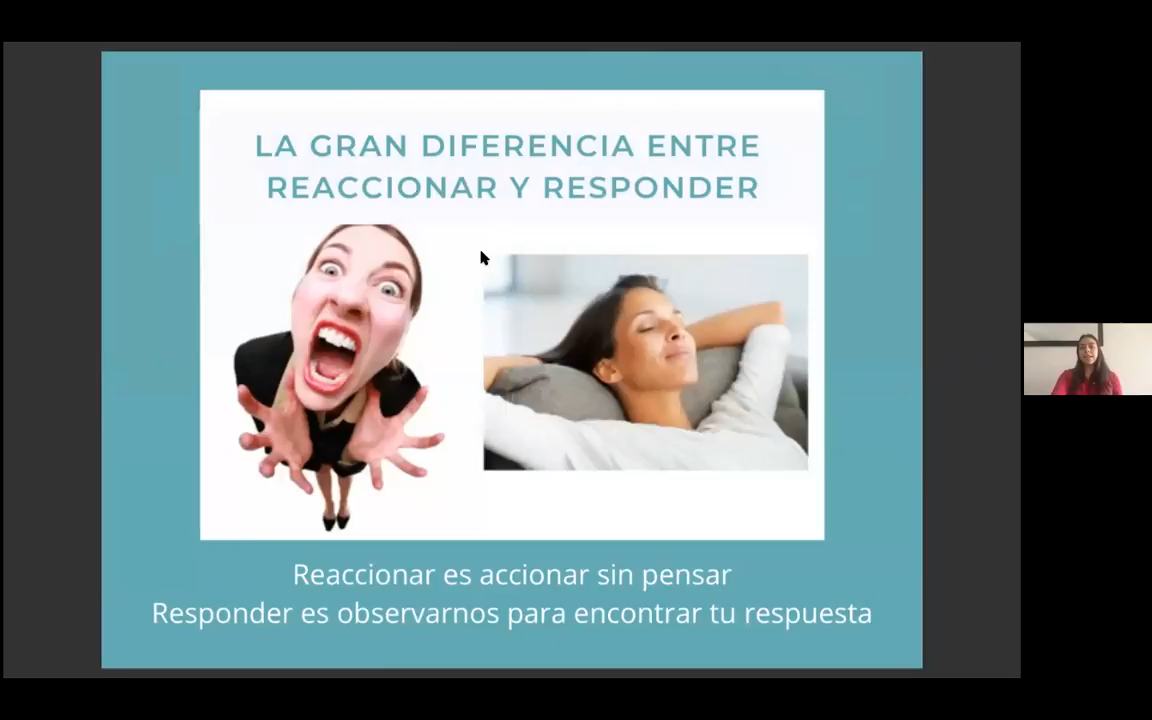 LA GRAN DIFERENCIA ENTRE
REACCIONAR Y RESPONDER
Reaccionar es accionar sin pensar
Responder es observarnos para encontrar tu respuesta